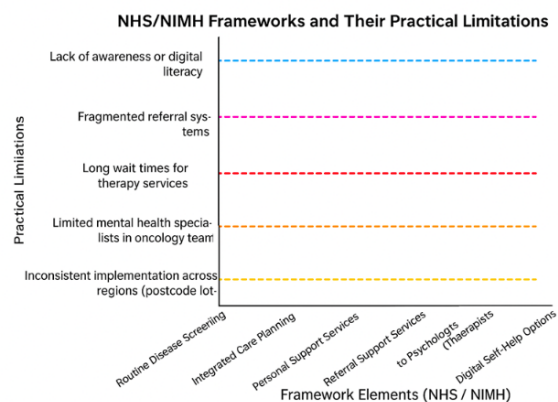 NHS/NIMH Frameworks and Their Practical Limitations
Lack of awareness or digital
literacy
Fragmented referral sys-
tems
Long wait times for
therapy services
Limited mental health specia-
lists in oncology team
Inconsistent implementation across
regions (postcode lot-
Practical Limiiations
Routine Disease Screeliing
Integrated Care Planning
Personal Support Services
Referral Support Services
to Psychologts
(Thaerapists
Digital Self-Help Options
Framework Elements (NHS / NIMH)